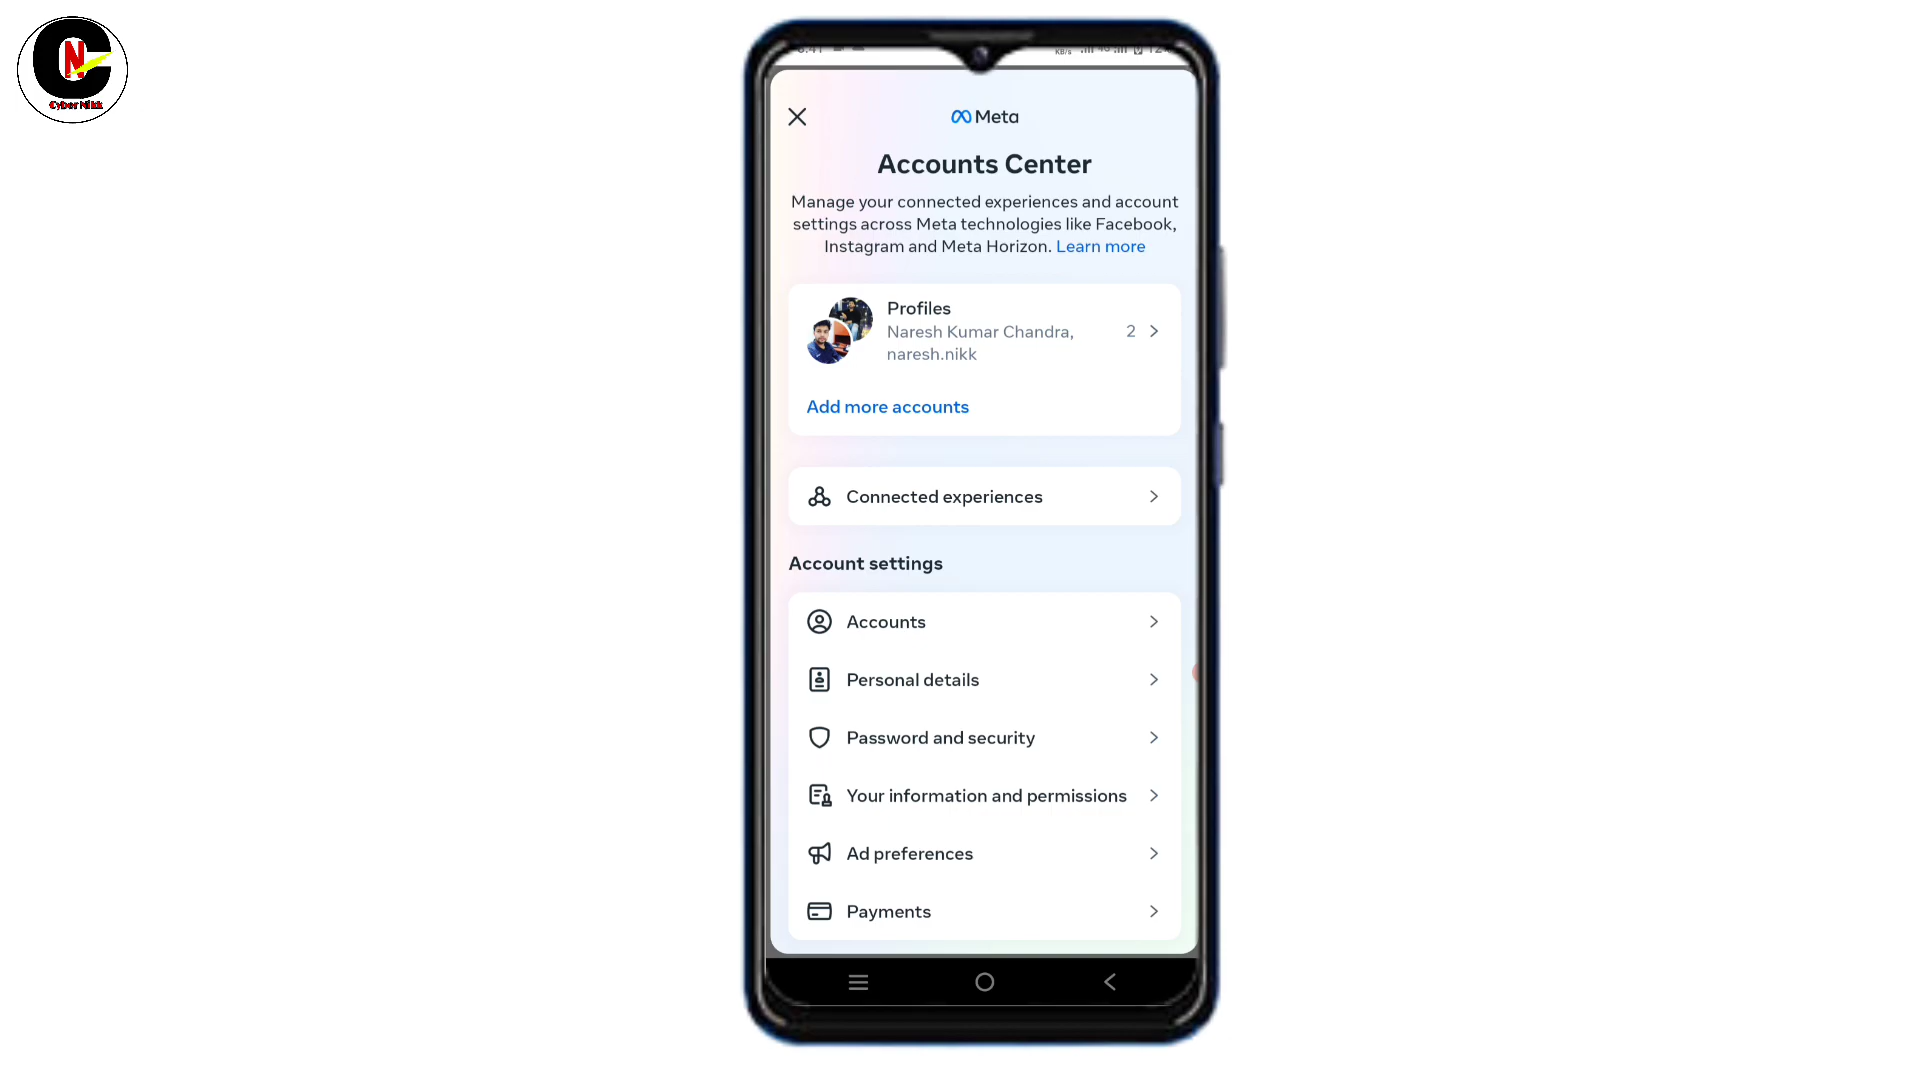 N
Cyber Nikk
KB/s
Meta
Accounts Center
Manage your connected experiences and account
settings across Meta technologies like Facebook,
Instagram and Meta Horizon. Learn more
Profiles
Naresh Kumar Chandra,
naresh.nikk
2
Add more accounts
Connected experiences
Account settings
Accounts
Personal details
Password and security
Your information and permissions
Ad preferences
Payments